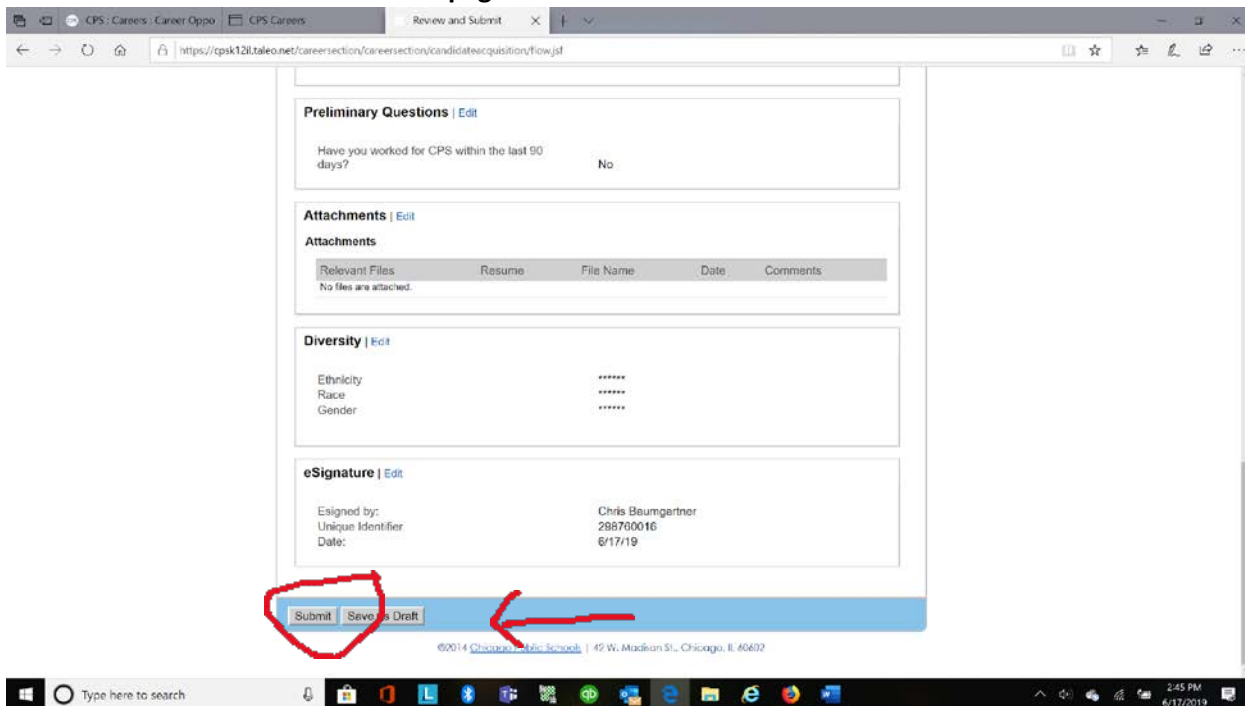 page
CPS : Careers : Career Oppo
CPS Careers
Review and Submit
https://cpsk12il.taleo.net/careersection/careersection/candidateacquisition/flow.jsf
Preliminary Questions | Edit
Have you worked for CPS within the last 90
days?
No
Attachments | Edit
Attachments
Relevant Files Resume File Name Date Comments
No files are attached.
Diversity | Edit
Ethnicity ******
Race ******
Gender ******
eSignature | Edit
Esigned by: Chris Baumgartner
Unique Identifier 298760016
Date: 6/17/19
Submit Save as Draft
©2014 Chicago Public Schools | 42 W. Madison St., Chicago, IL 60602
Type here to search
2:45 PM
6/17/2019